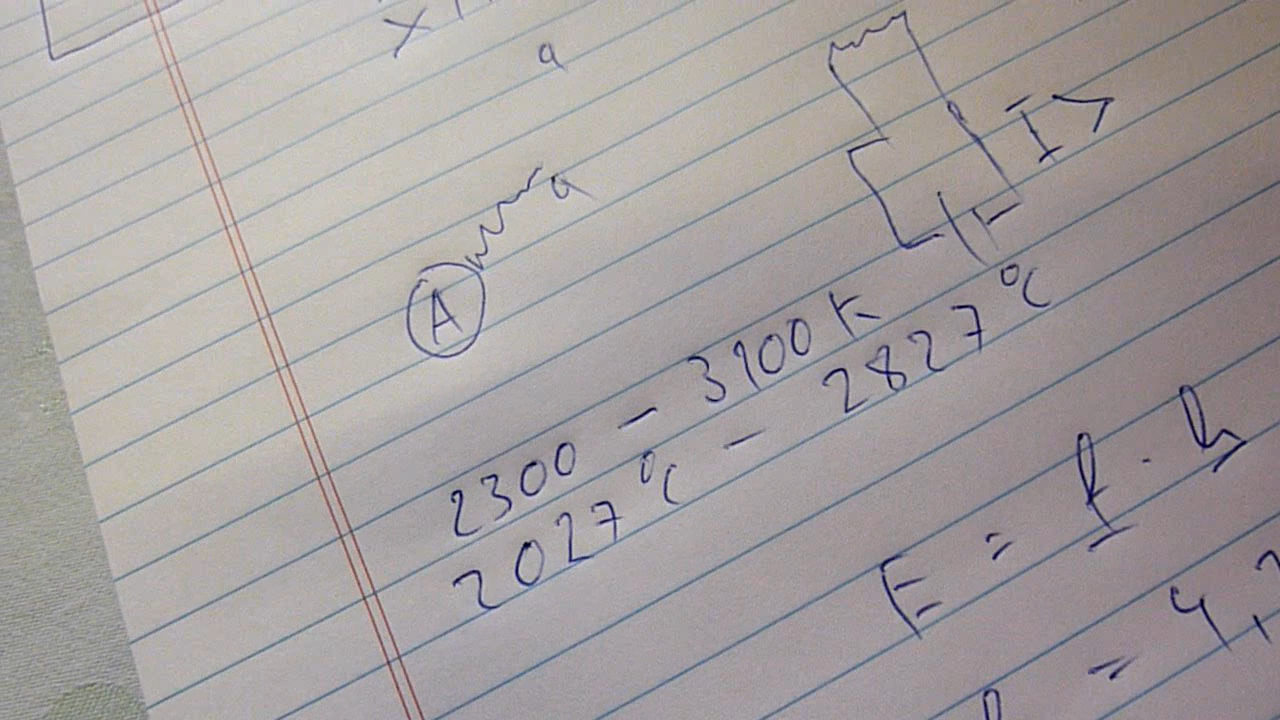 x
a
I >
a
A
2300 - 3100 K
2027 °C - 2827 °C
E = f . h
= 4,